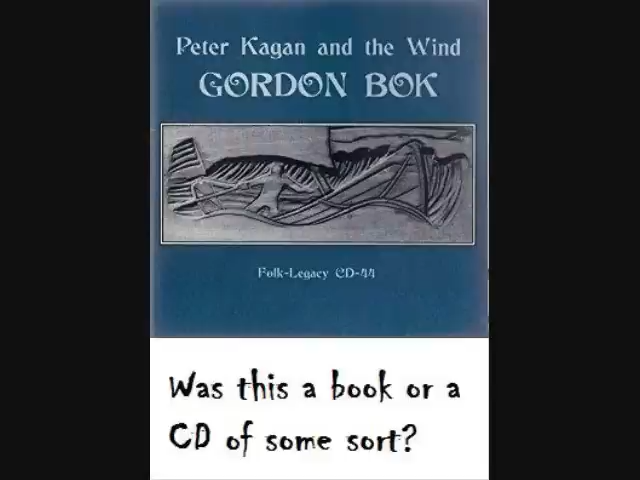 Peter Kagan and the Wind
GORDON BOK
Folk-Legacy CD-44
Was this a book or a
CD of some sort?